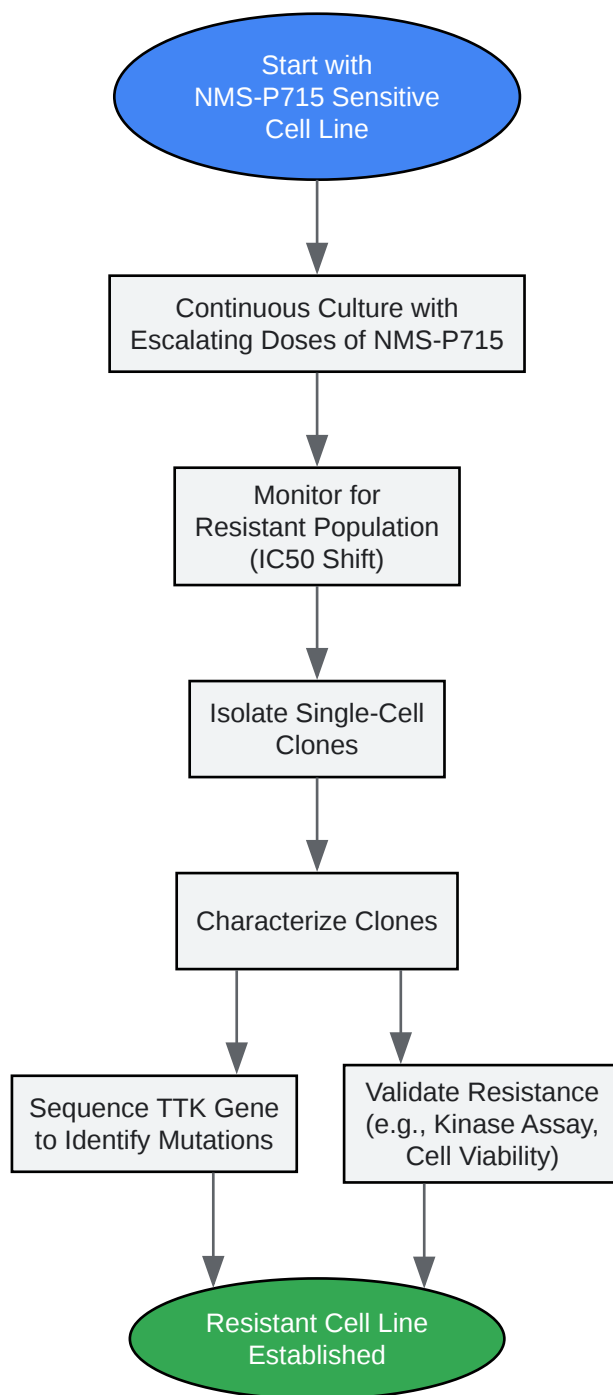 Start with
NMS-P715 Sensitive
Cell Line
Continuous Culture with
Escalating Doses of NMS-P715
Monitor for
Resistant Population
(IC50 Shift)
Isolate Single-Cell
Clones
Characterize Clones
Sequence TTK Gene
to Identify Mutations
Validate Resistance
(e.g., Kinase Assay,
Cell Viability)
Resistant Cell Line
Established